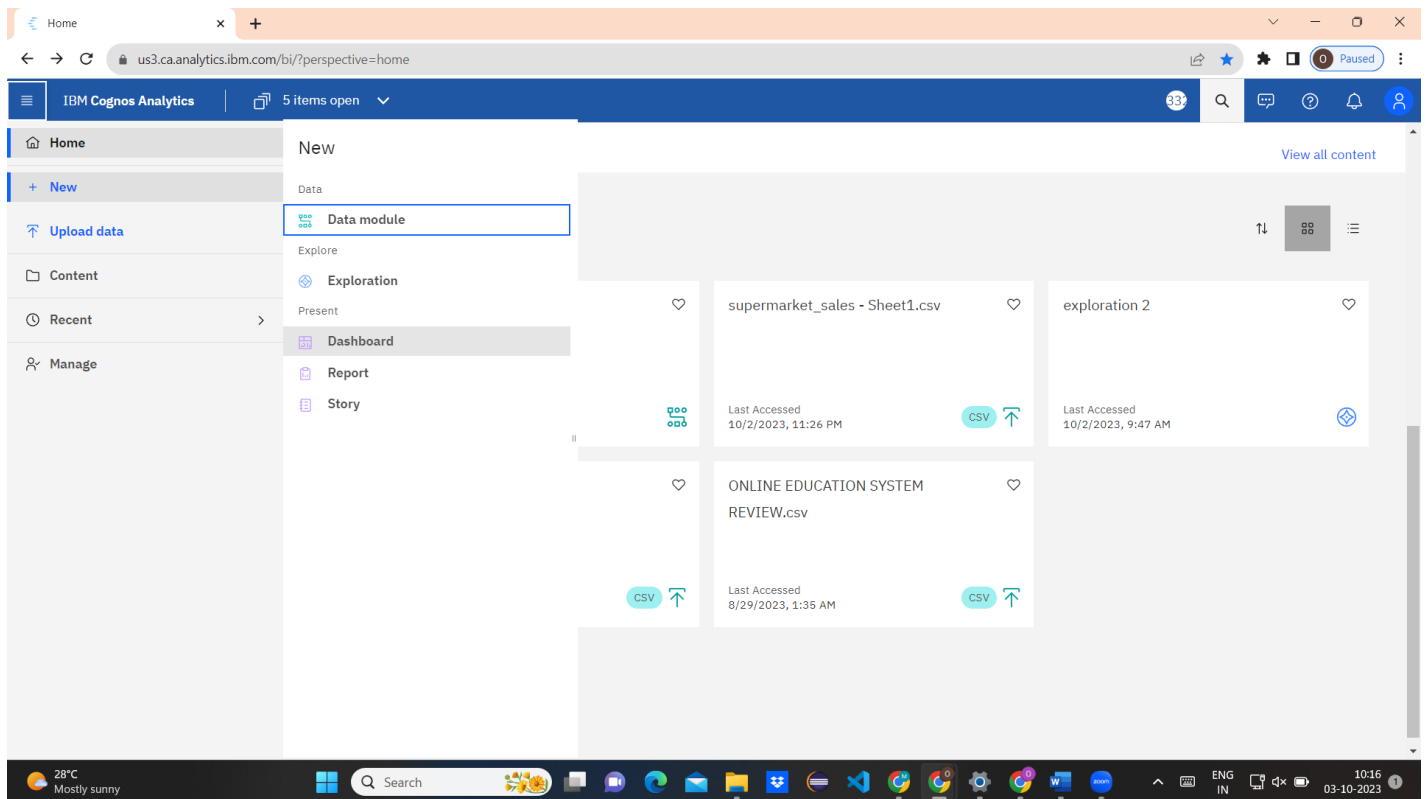 Home
us3.ca.analytics.ibm.com/bi/?perspective=home
O Paused
IBM Cognos Analytics
5 items open
332
Home
New
Upload data
Content
Recent
Manage
New
Data
Data module
Explore
Exploration
Present
Dashboard
Report
Story
View all content
supermarket_sales - Sheet1.csv
Last Accessed
10/2/2023, 11:26 PM
CSV
exploration 2
Last Accessed
10/2/2023, 9:47 AM
CSV
ONLINE EDUCATION SYSTEM
REVIEW.csv
Last Accessed
8/29/2023, 1:35 AM
CSV
28°C
Mostly sunny
Search
zoom
ENG
IN
10:16
03-10-2023
1